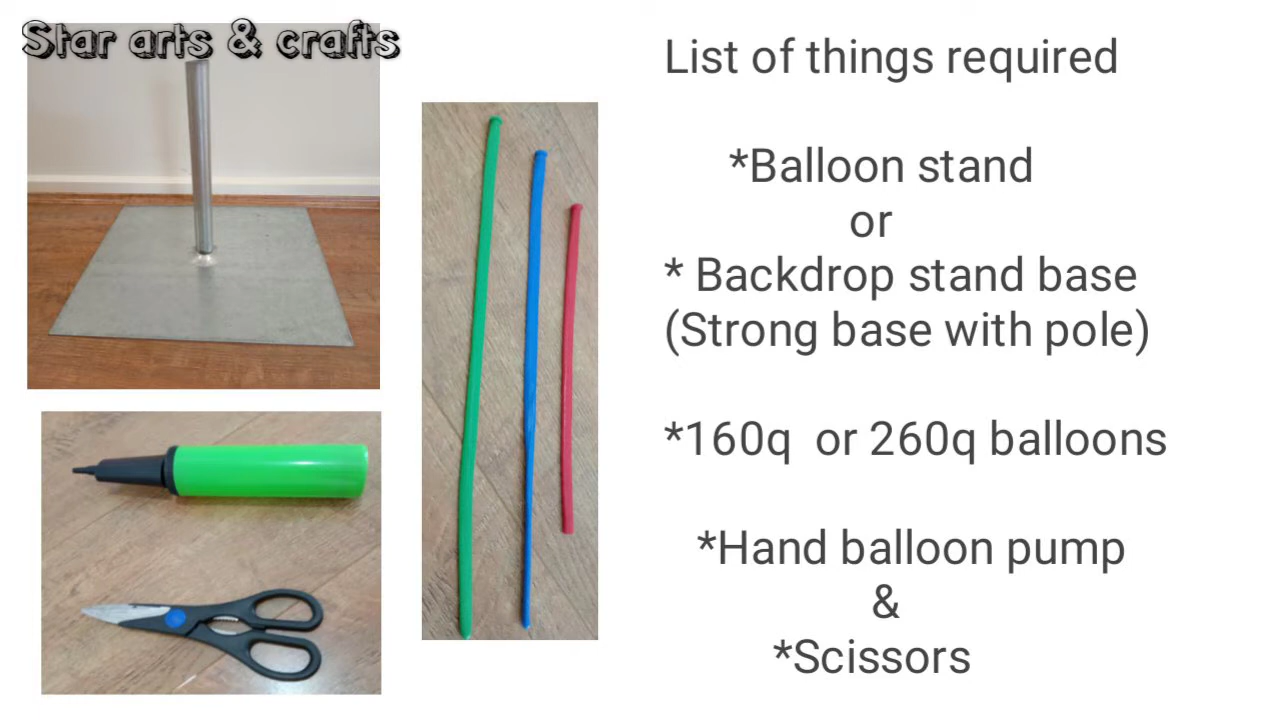 Star arts & crafts
List of things required
*Balloon stand
or
* Backdrop stand base
(Strong base with pole)
*160q  or 260q balloons
*Hand balloon pump
&
*Scissors